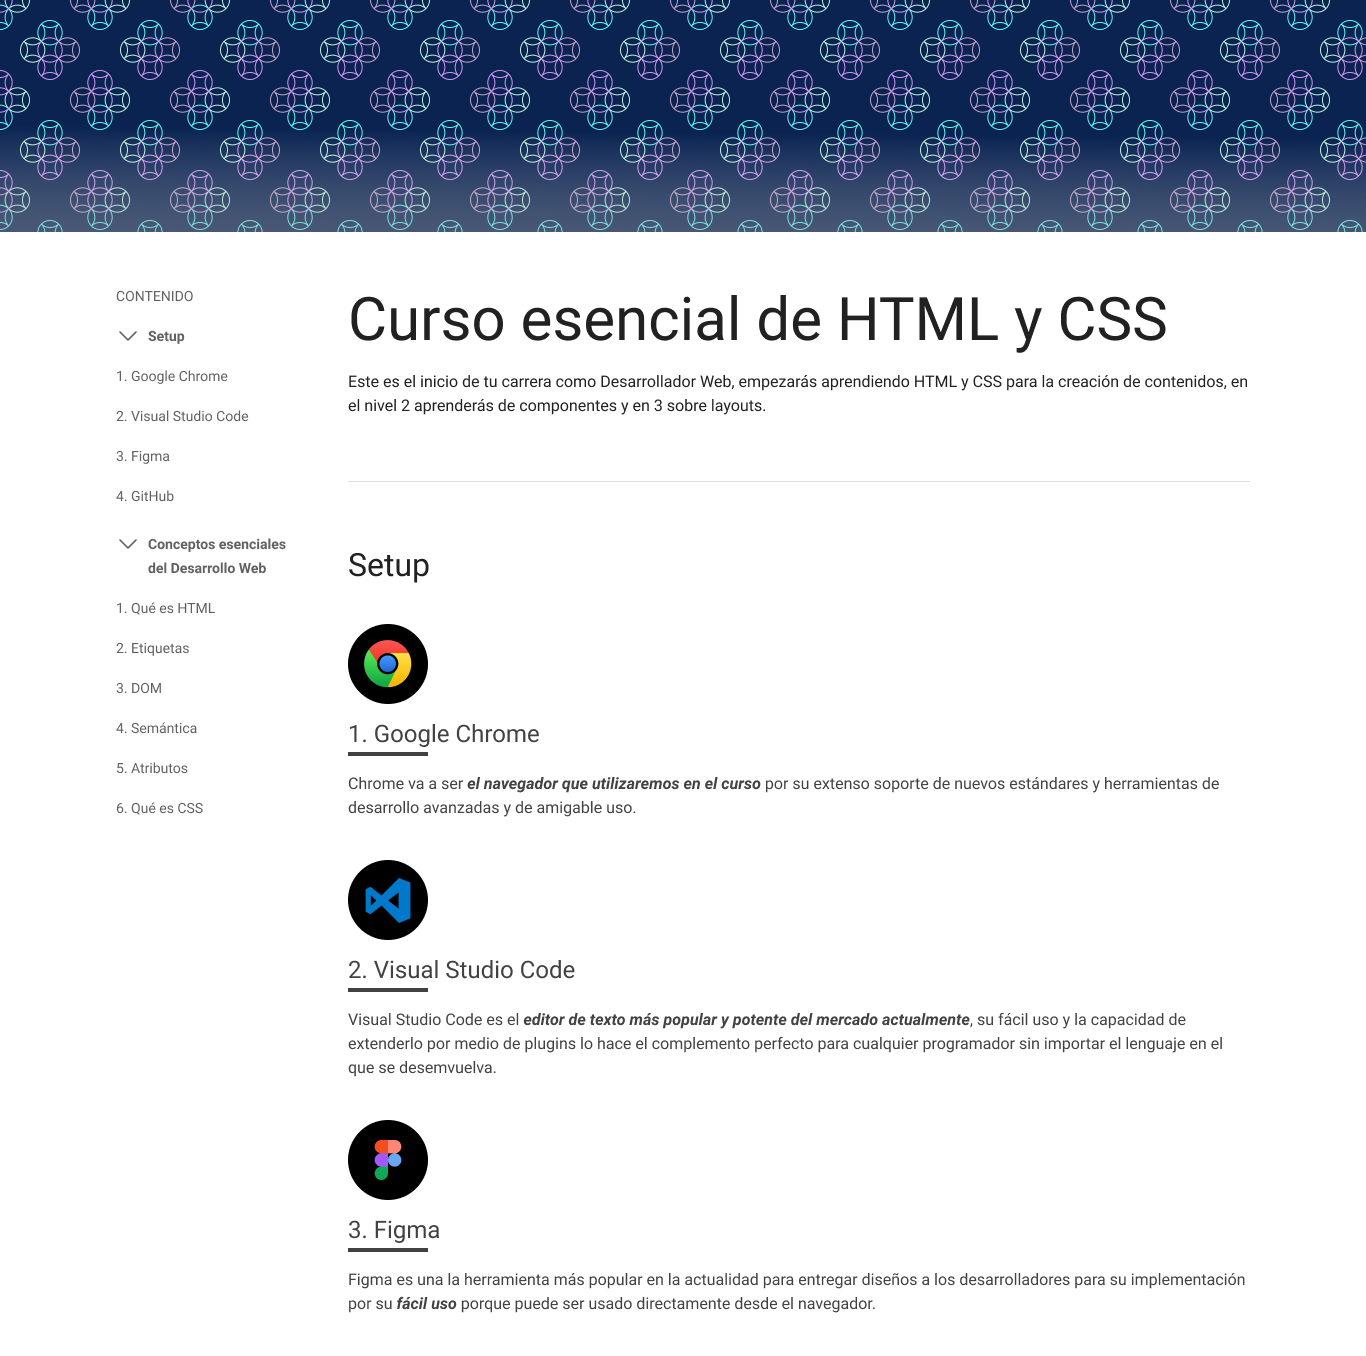 CONTENIDO
Setup
1. Google Chrome
2. Visual Studio Code
3. Figma
4. GitHub
Conceptos esenciales
del Desarrollo Web
1. Qué es HTML
2. Etiquetas
3. DOM
4. Semántica
5. Atributos
6. Qué es CSS
Curso esencial de HTML y CSS
Este es el inicio de tu carrera como Desarrollador Web, empezarás aprendiendo HTML y CSS para la creación de contenidos, en
el nivel 2 aprenderás de componentes y en 3 sobre layouts.
Setup
1. Google Chrome
Chrome va a ser el navegador que utilizaremos en el curso por su extenso soporte de nuevos estándares y herramientas de
desarrollo avanzadas y de amigable uso.
2. Visual Studio Code
Visual Studio Code es el editor de texto más popular y potente del mercado actualmente, su fácil uso y la capacidad de
extenderlo por medio de plugins lo hace el complemento perfecto para cualquier programador sin importar el lenguaje en el
que se desemvuelva.
3. Figma
Figma es una la herramienta más popular en la actualidad para entregar diseños a los desarrolladores para su implementación
por su fácil uso porque puede ser usado directamente desde el navegador.